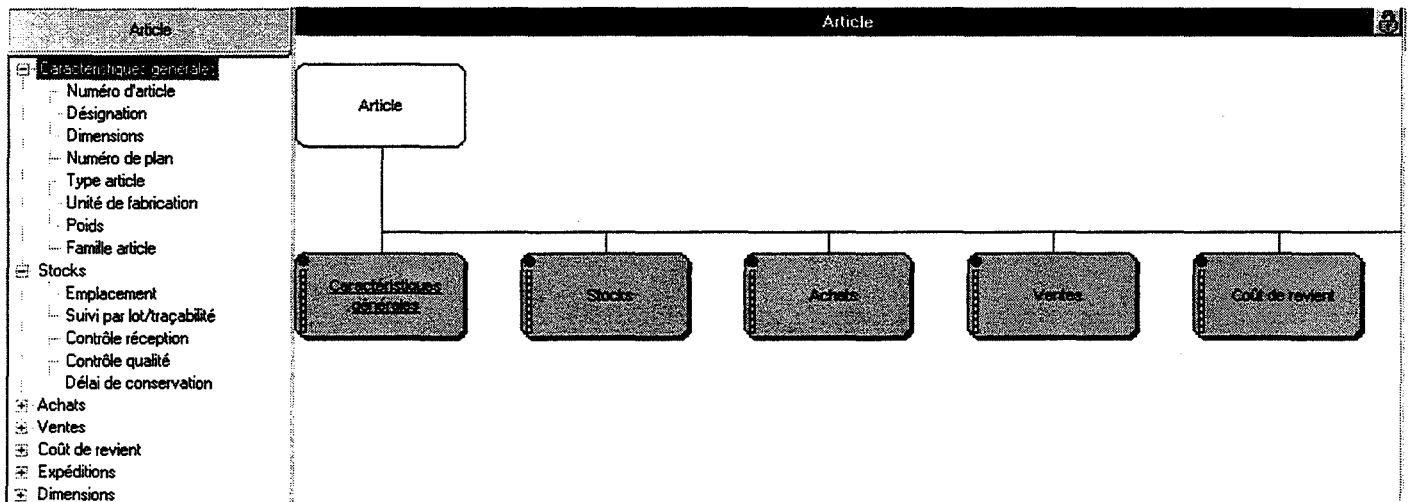 Article
Caractéristiques générales
Numéro d'article
Désignation
Dimensions
Numéro de plan
Type article
Unité de fabrication
Poids
Famille article
Stocks
Emplacement
Suivi par lot/traçabilité
Contrôle réception
Contrôle qualité
Délai de conservation
Achats
Ventes
Coût de revient
Expéditions
Dimensions
Article
Article
Caractéristiques
générales
Stocks
Achats
Ventes
Coût de revient